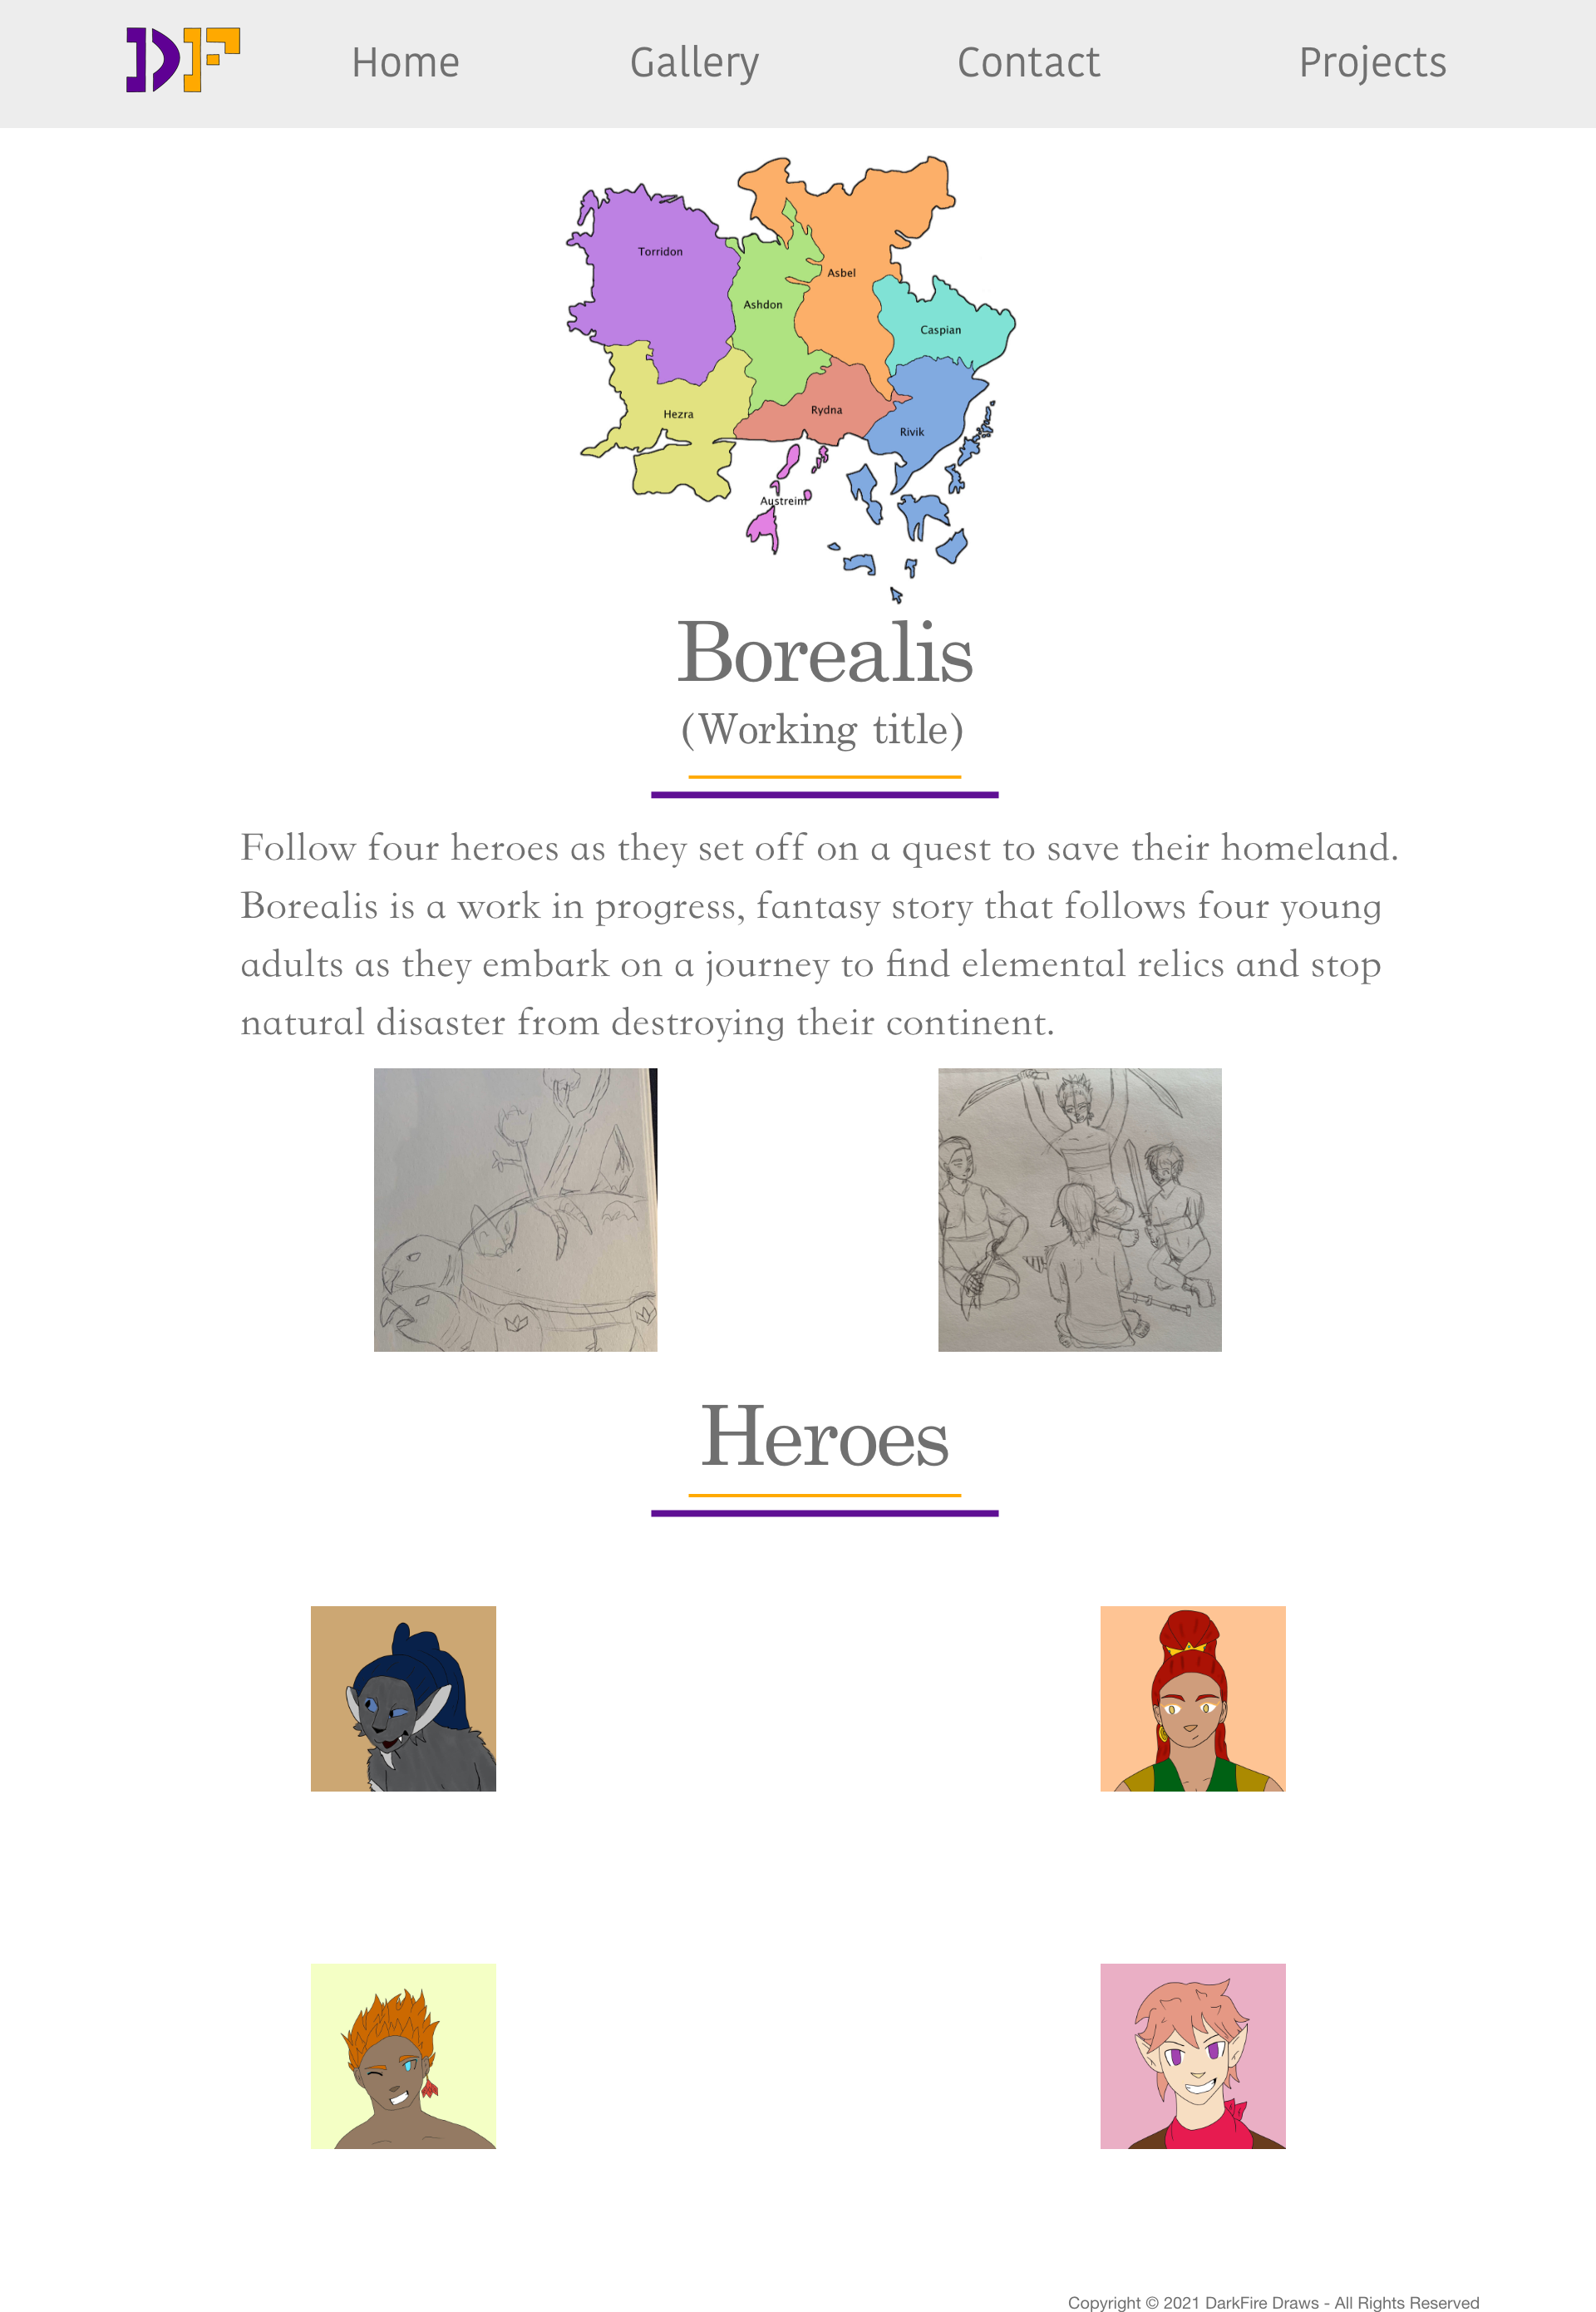 DF
Home
Gallery
Contact
Projects
Torridon
Asbel
Ashdon
Caspian
Hezra
Rydna
Rivik
Austreim
Borealis
(Working title)
Follow four heroes as they set off on a quest to save their homeland.
Borealis is a work in progress, fantasy story that follows four young
adults as they embark on a journey to find elemental relics and stop
natural disaster from destroying their continent.
Heroes
Copyright © 2021 DarkFire Draws - All Rights Reserved